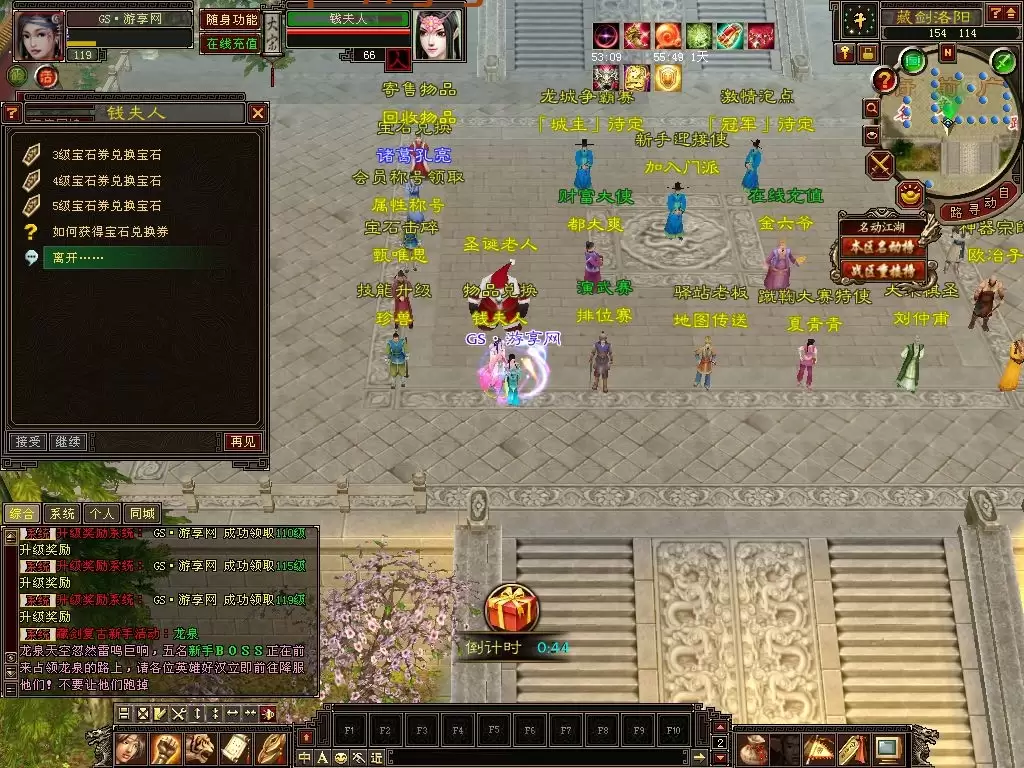 GS·游享网
119
随身功能
在线充值
钱夫人
66
人
53:09
55:49
1天
藏剑洛阳
154 114
N
自动寻路
活
钱夫人
3级宝石券兑换宝石
4级宝石券兑换宝石
5级宝石券兑换宝石
如何获得宝石兑换券
离开……
接受
继续
再见
寄售物品
回收物品
宝石兑换
诸葛孔亮
会员称号领取
属性称号
宝石击碎
甄唯思
技能升级
珍兽
圣诞老人
物品兑换
钱夫人
GS·游享网
龙城争霸赛
「城主」待定
激情泡点
「冠军」待定
新手迎接使
加入门派
财富大使
都大爽
在线充值
金六爷
演武赛
排位赛
驿站老板
地图传送
蹴鞠大赛特使
夏青青
大宋棋圣
刘仲甫
欧冶子
名动江湖
本区名动榜
战区重楼榜
综合
系统
个人
同城
系统 升级奖励系统：GS·游享网 成功领取110级
升级奖励
系统 升级奖励系统：GS·游享网 成功领取115级
升级奖励
系统 升级奖励系统：GS·游享网 成功领取119级
升级奖励
系统 藏剑复古新手活动：龙泉
龙泉天空忽然雷鸣巨响，五名新手BOSS正在前
来占领龙泉的路上，请各位英雄好汉立即前往降服
他们！不要让他们跑掉
倒计时 0:44
F1 F2 F3 F4 F5 F6 F7 F8 F9 F10
2
中 A 近